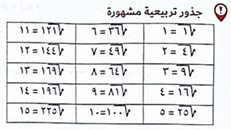 جذور تربيعية مشهورة
√١ = ١ √٣٦ = ٦ √١٢١ = ١١
√٤ = ٢ √٤٩ = ٧ √١٤٤ = ١٢
√٩ = ٣ √٦٤ = ٨ √١٦٩ = ١٣
√١٦ = ٤ √٨١ = ٩ √١٩٦ = ١٤
√٢٥ = ٥ √١٠٠ = ١٠ √٢٢٥ = ١٥